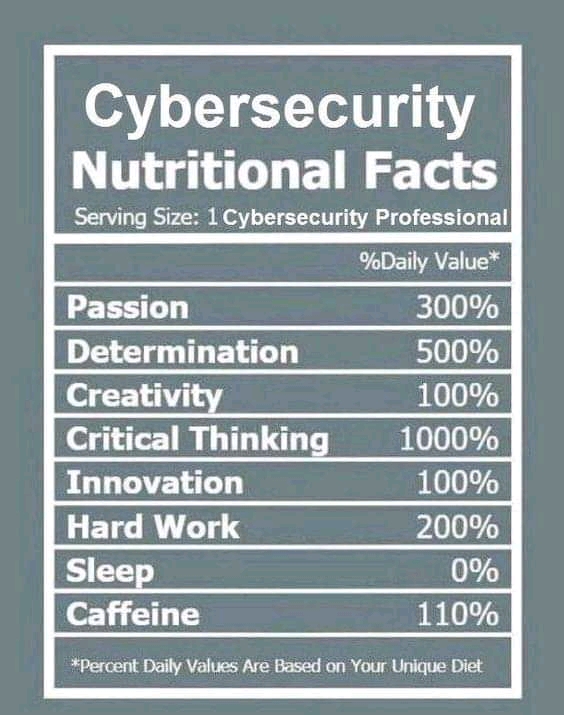 Cybersecurity
Nutritional Facts
Serving Size: 1 Cybersecurity Professional
%Daily Value*
Passion 300%
Determination 500%
Creativity 100%
Critical Thinking 1000%
Innovation 100%
Hard Work 200%
Sleep 0%
Caffeine 110%
*Percent Daily Values Are Based on Your Unique Diet